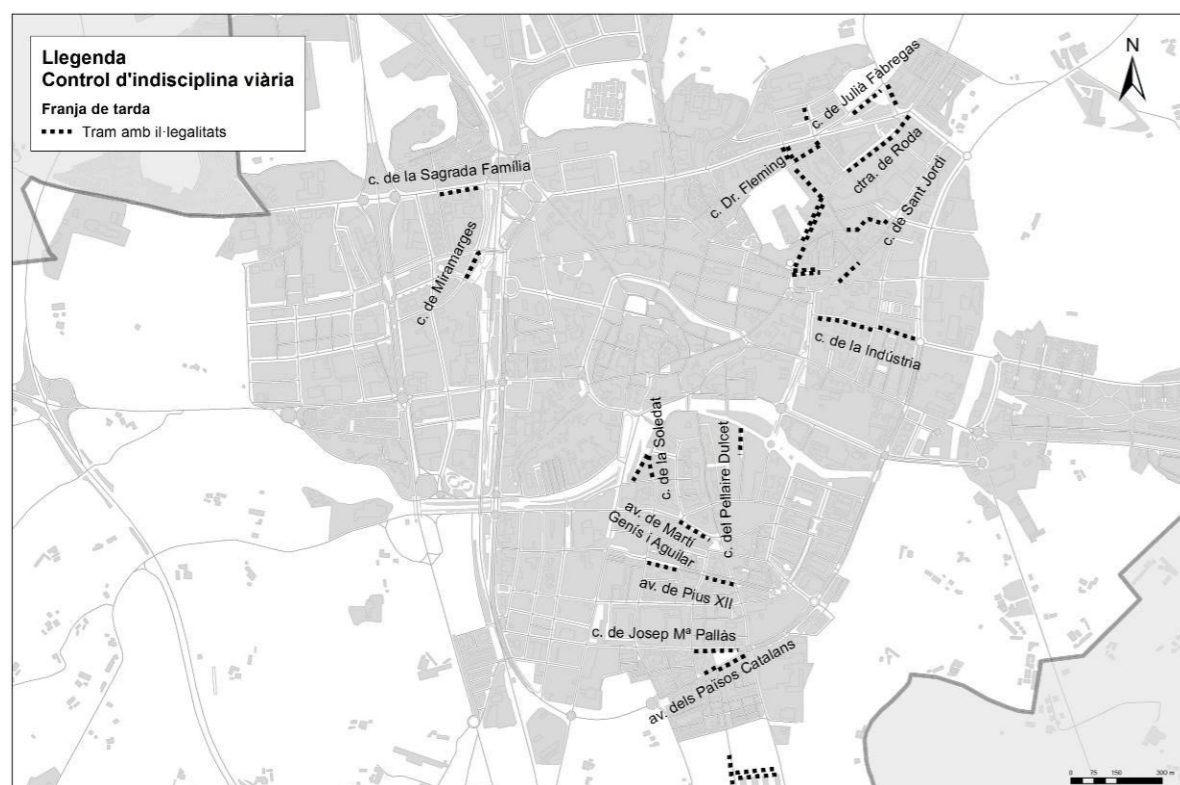 Llegenda
Control d'indisciplina viària
Franja de tarda
Tram amb il·legalitats
N
c. de Julià Fàbregas
c. de la Sagrada Família
c. Dr. Fleming
ctra. de Roda
c. de Sant Jordi
c. de Miramarges
c. de la Indústria
c. de la Soledat
c. del Pellaire Dulcet
av. de Martí
Genís i Aguilar
av. de Pius XII
c. de Josep Mª Pallàs
av. dels Països Catalans
0 75 150 300 m